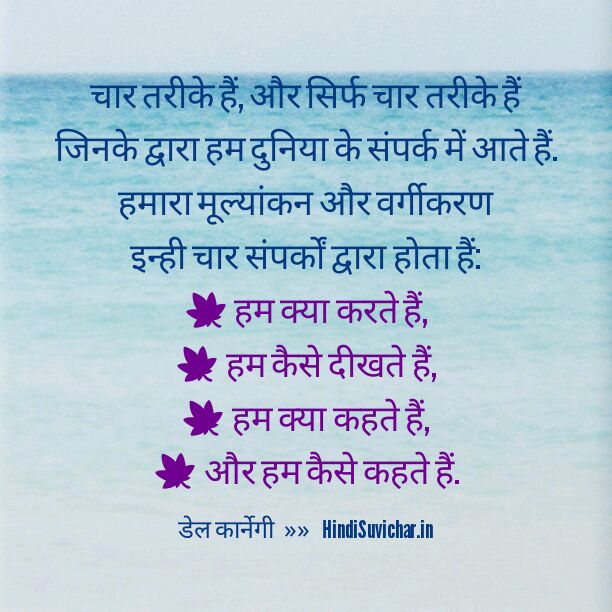 चार तरीके हैं, और सिर्फ चार तरीके हैं
जिनके द्वारा हम दुनिया के संपर्क में आते हैं.
हमारा मूल्यांकन और वर्गीकरण
इन्ही चार संपर्कों द्वारा होता हैं:
हम क्या करते हैं,
हम कैसे दीखते हैं,
हम क्या कहते हैं,
और हम कैसे कहते हैं.
डेल कार्नेगी »» HindiSuvichar.in